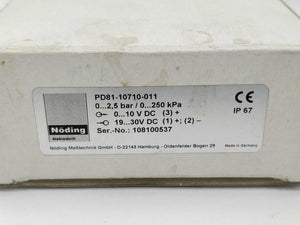 PD81-10710-011
0...2,5 bar / 0...250 kPa
0...10 V DC (3) +
19...30V DC (1) +; (2) –
Ser.-No.: 108100537
CE
IP 67
Nöding
Meßtechnik
Nöding Meßtechnik GmbH - D-22143 Hamburg - Oldenfelder Bogen 29
Made in Germany